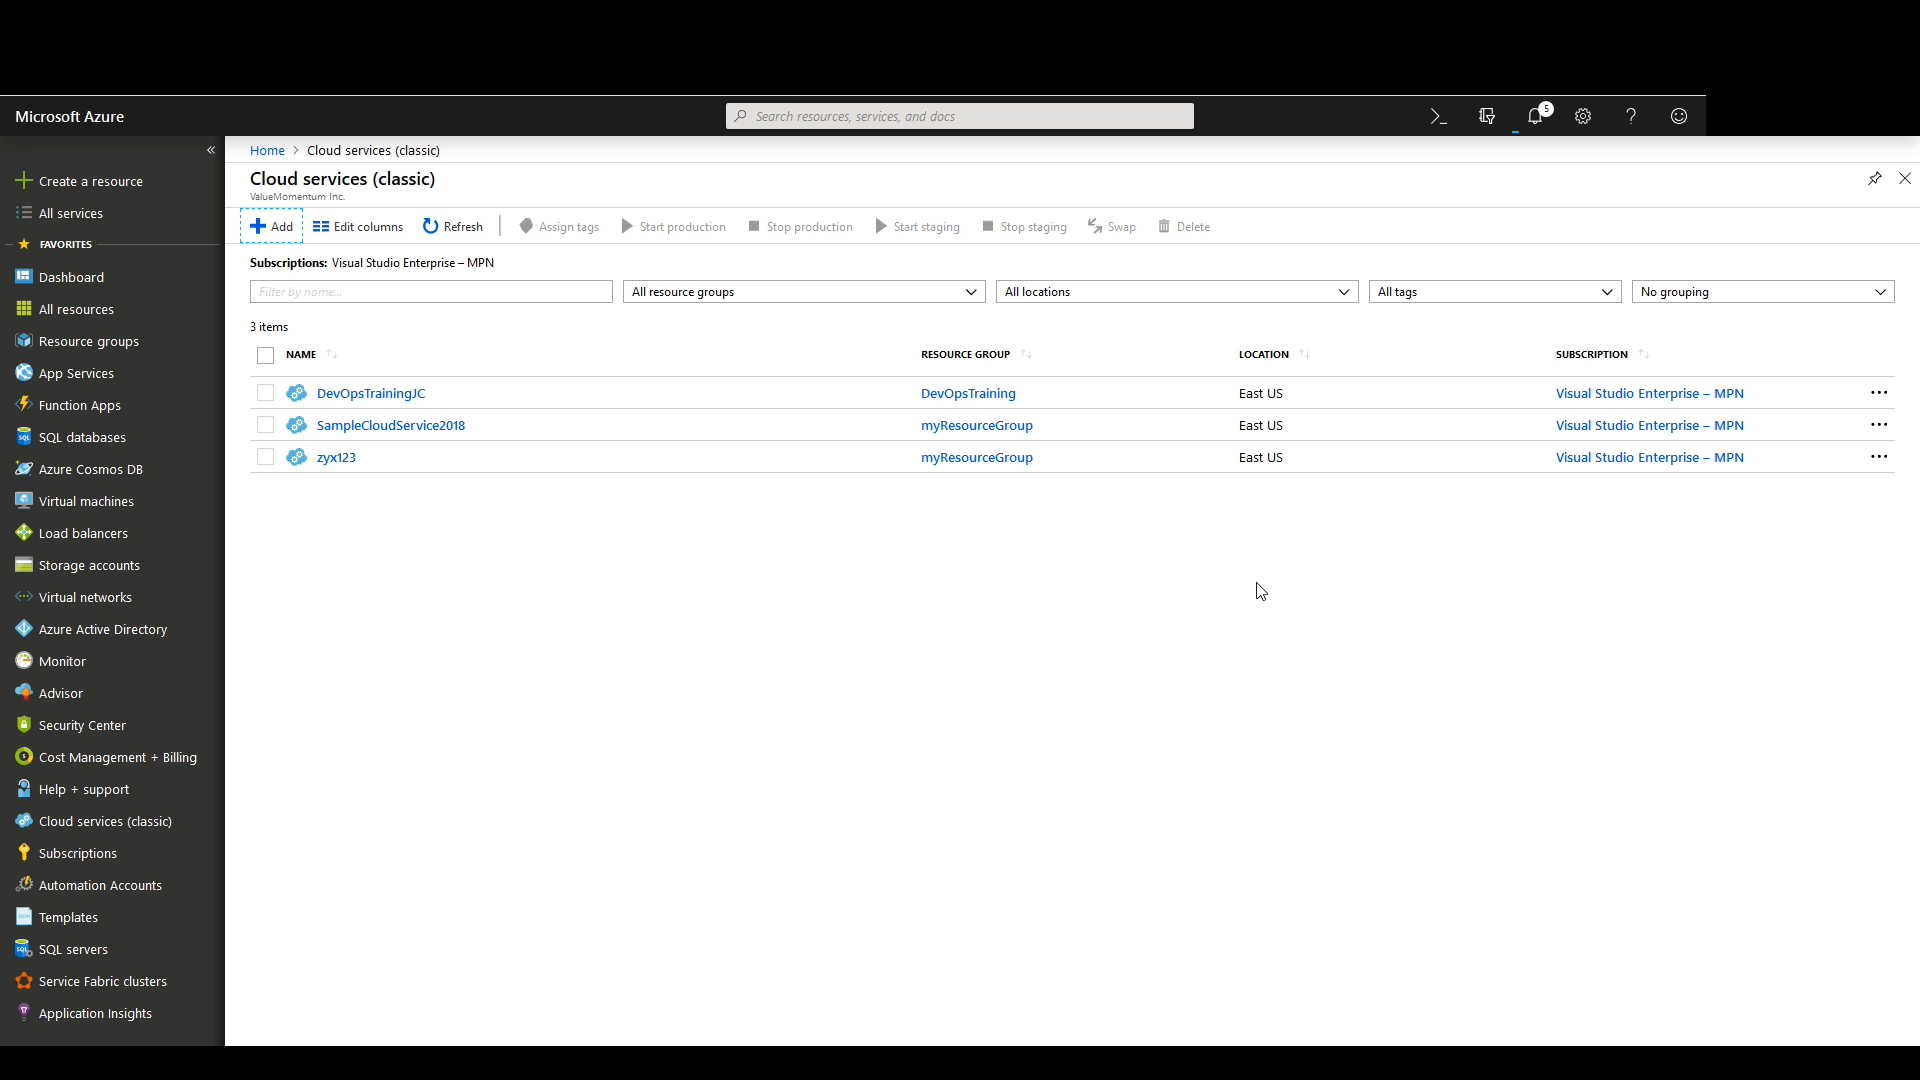 Microsoft Azure
Search resources, services, and docs
5
Home > Cloud services (classic)
Cloud services (classic)
ValueMomentum Inc.
Add Edit columns Refresh Assign tags Start production Stop production Start staging Stop staging Swap Delete
Subscriptions: Visual Studio Enterprise – MPN
Filter by name... All resource groups All locations All tags No grouping
3 items
NAME RESOURCE GROUP LOCATION SUBSCRIPTION
DevOpsTrainingJC DevOpsTraining East US Visual Studio Enterprise – MPN
SampleCloudService2018 myResourceGroup East US Visual Studio Enterprise – MPN
zyx123 myResourceGroup East US Visual Studio Enterprise – MPN
Create a resource
All services
FAVORITES
Dashboard
All resources
Resource groups
App Services
Function Apps
SQL databases
Azure Cosmos DB
Virtual machines
Load balancers
Storage accounts
Virtual networks
Azure Active Directory
Monitor
Advisor
Security Center
Cost Management + Billing
Help + support
Cloud services (classic)
Subscriptions
Automation Accounts
Templates
SQL servers
Service Fabric clusters
Application Insights